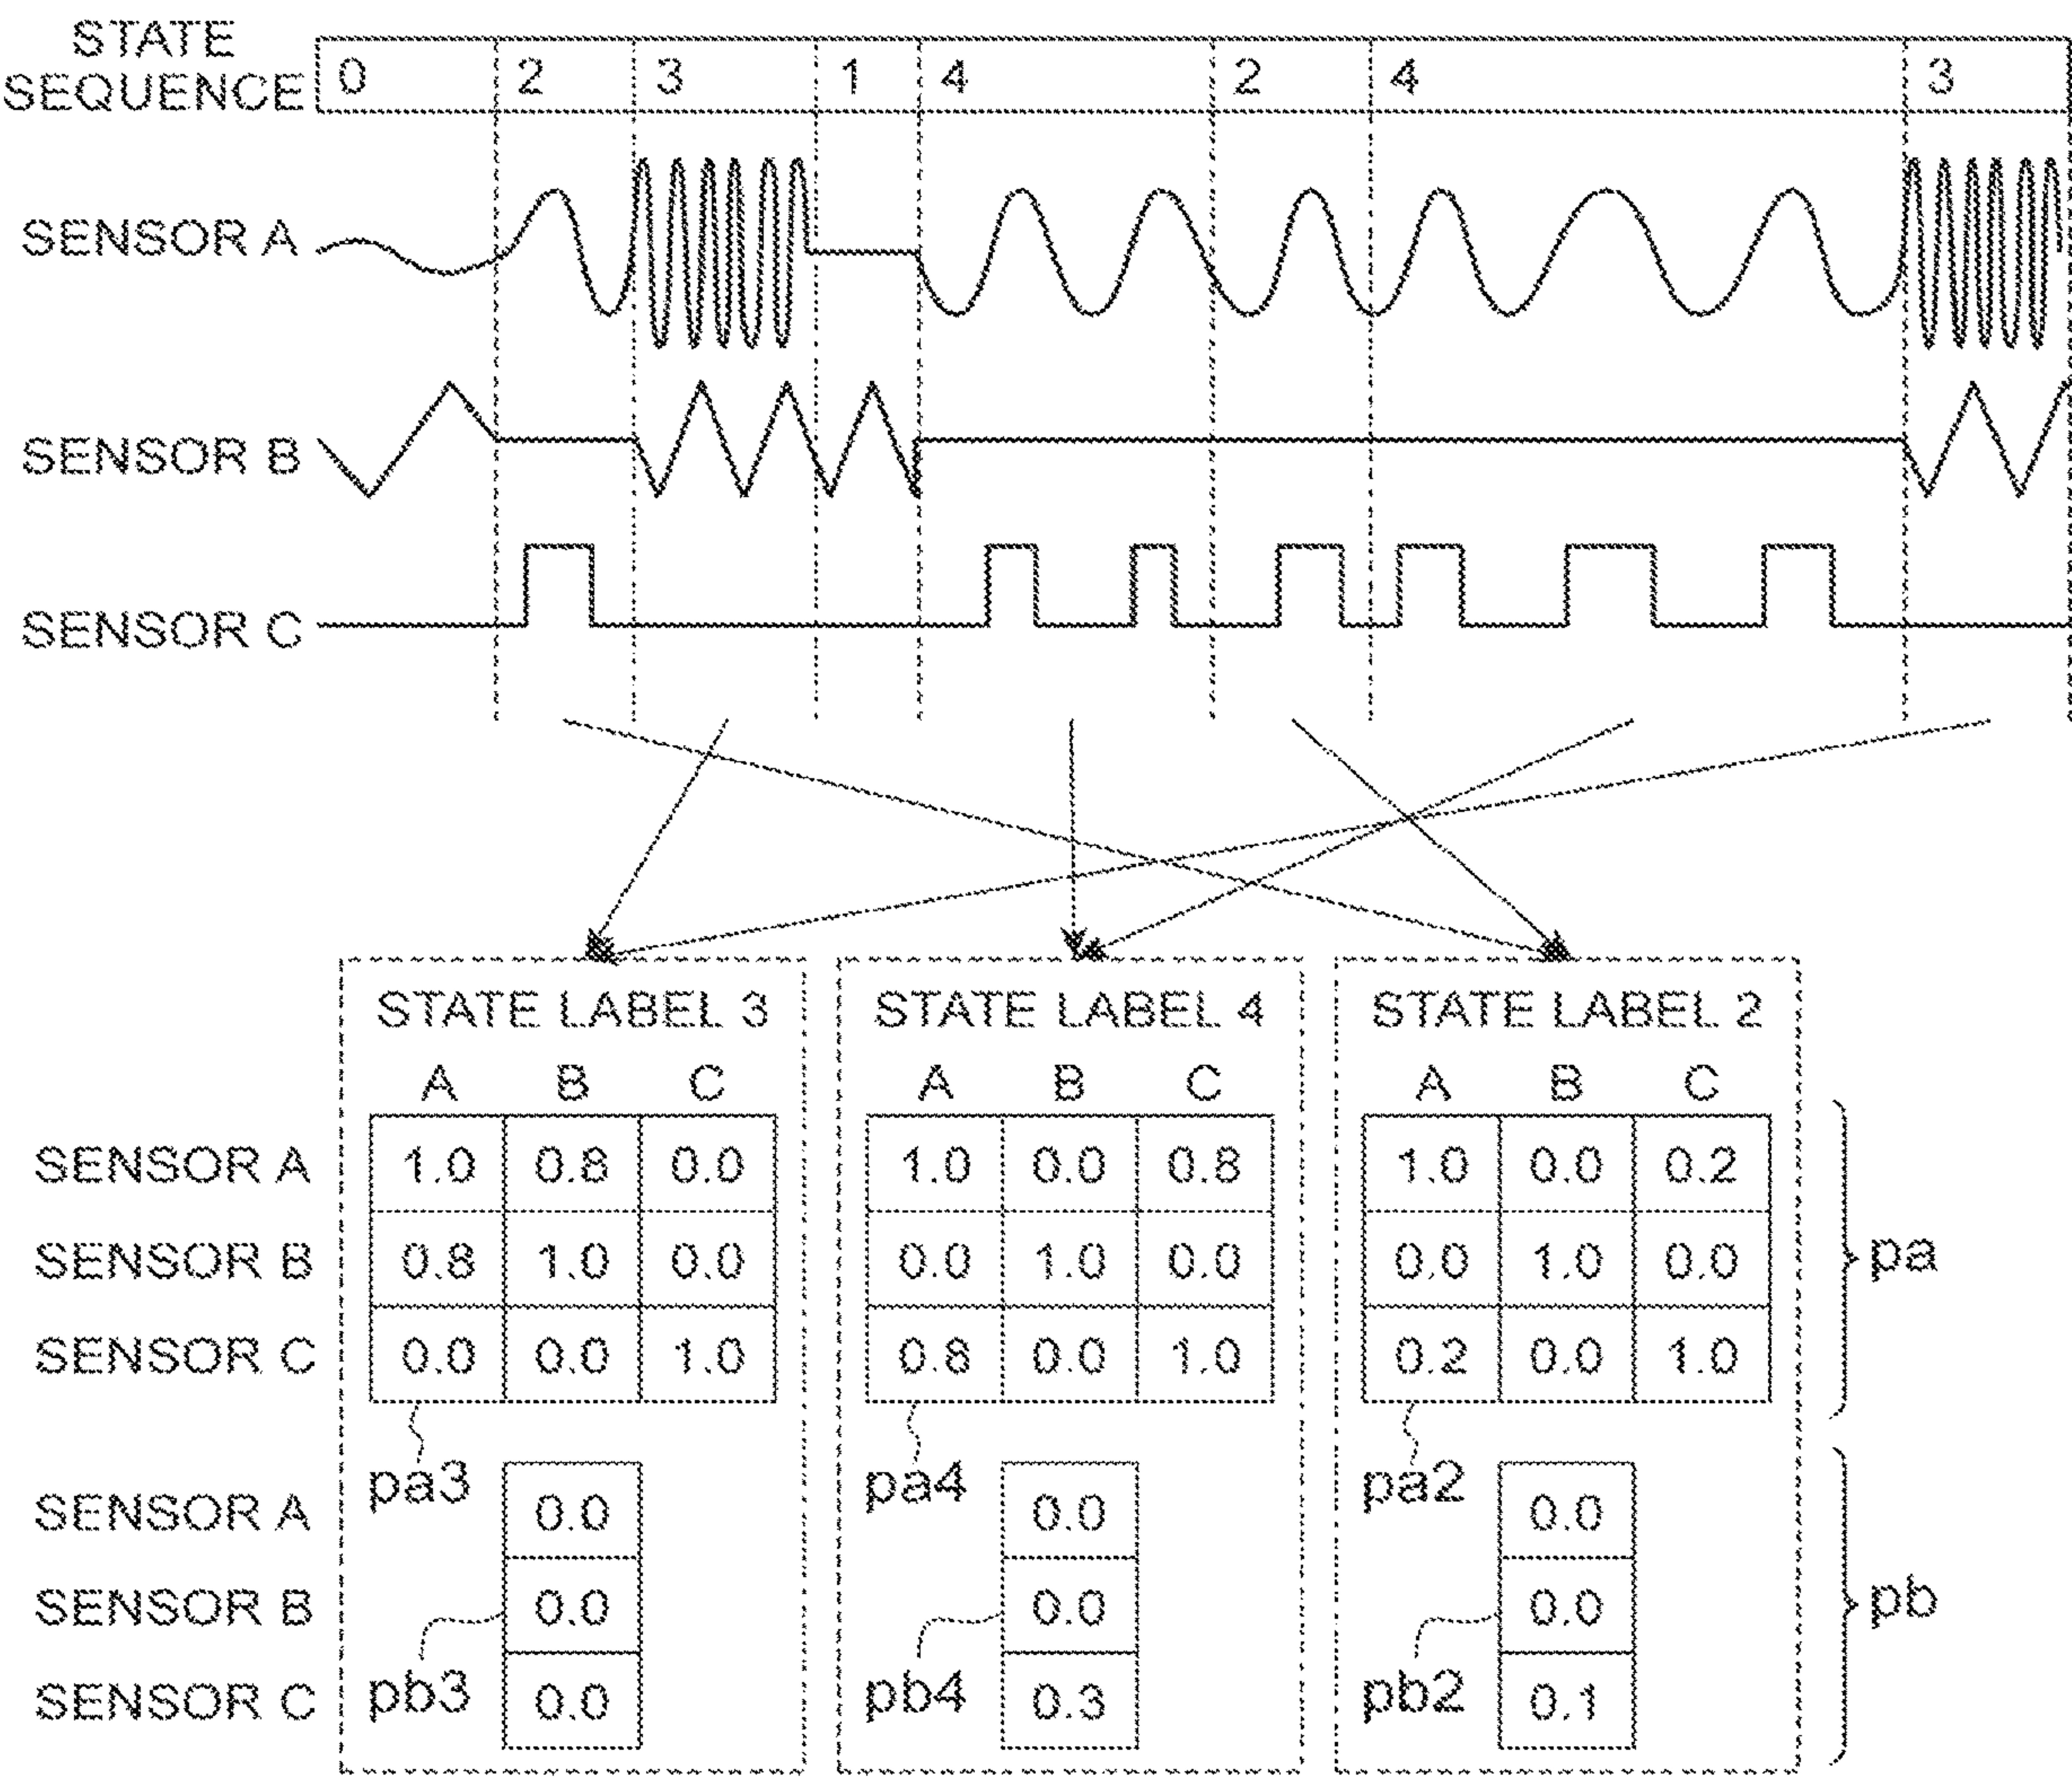 STATE
SEQUENCE
0 2 3 1 4 2 4 3
SENSOR A
SENSOR B
SENSOR C
STATE LABEL 3 STATE LABEL 4 STATE LABEL 2
A B C A B C A B C
SENSOR A 1.0 0.8 0.0 1.0 0.0 0.8 1.0 0.0 0.2
SENSOR B 0.8 1.0 0.0 0.0 1.0 0.0 0.0 1.0 0.0 pa
SENSOR C 0.0 0.0 1.0 0.8 0.0 1.0 0.2 0.0 1.0
pa3 pa4 pa2
SENSOR A 0.0 0.0 0.0
SENSOR B 0.0 0.0 0.0 pb
SENSOR C pb3 0.0 pb4 0.3 pb2 0.1